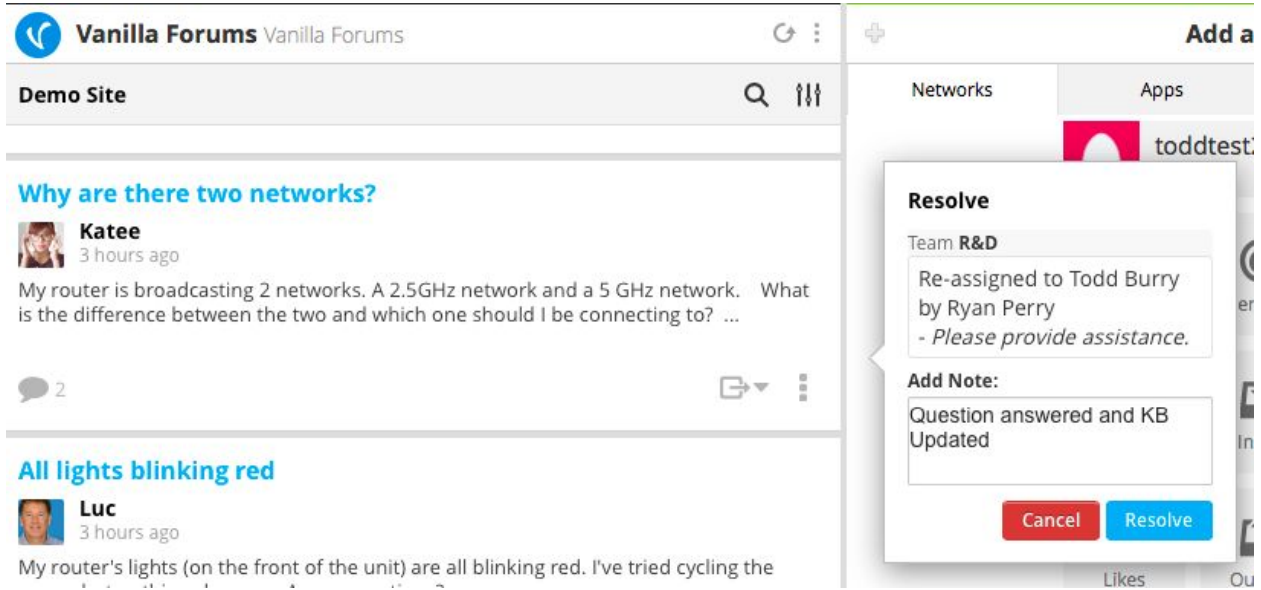 Vanilla Forums Vanilla Forums
Demo Site
Why are there two networks?
Katee
3 hours ago
My router is broadcasting 2 networks. A 2.5GHz network and a 5 GHz network. What
is the difference between the two and which one should I be connecting to? ...
2
All lights blinking red
Luc
3 hours ago
My router's lights (on the front of the unit) are all blinking red. I've tried cycling the
Add a
Networks
Apps
toddtest2
Resolve
Team R&D
Re-assigned to Todd Burry
by Ryan Perry
- Please provide assistance.
Add Note:
Question answered and KB
Updated
Cancel
Resolve
er
In
Likes
Ou